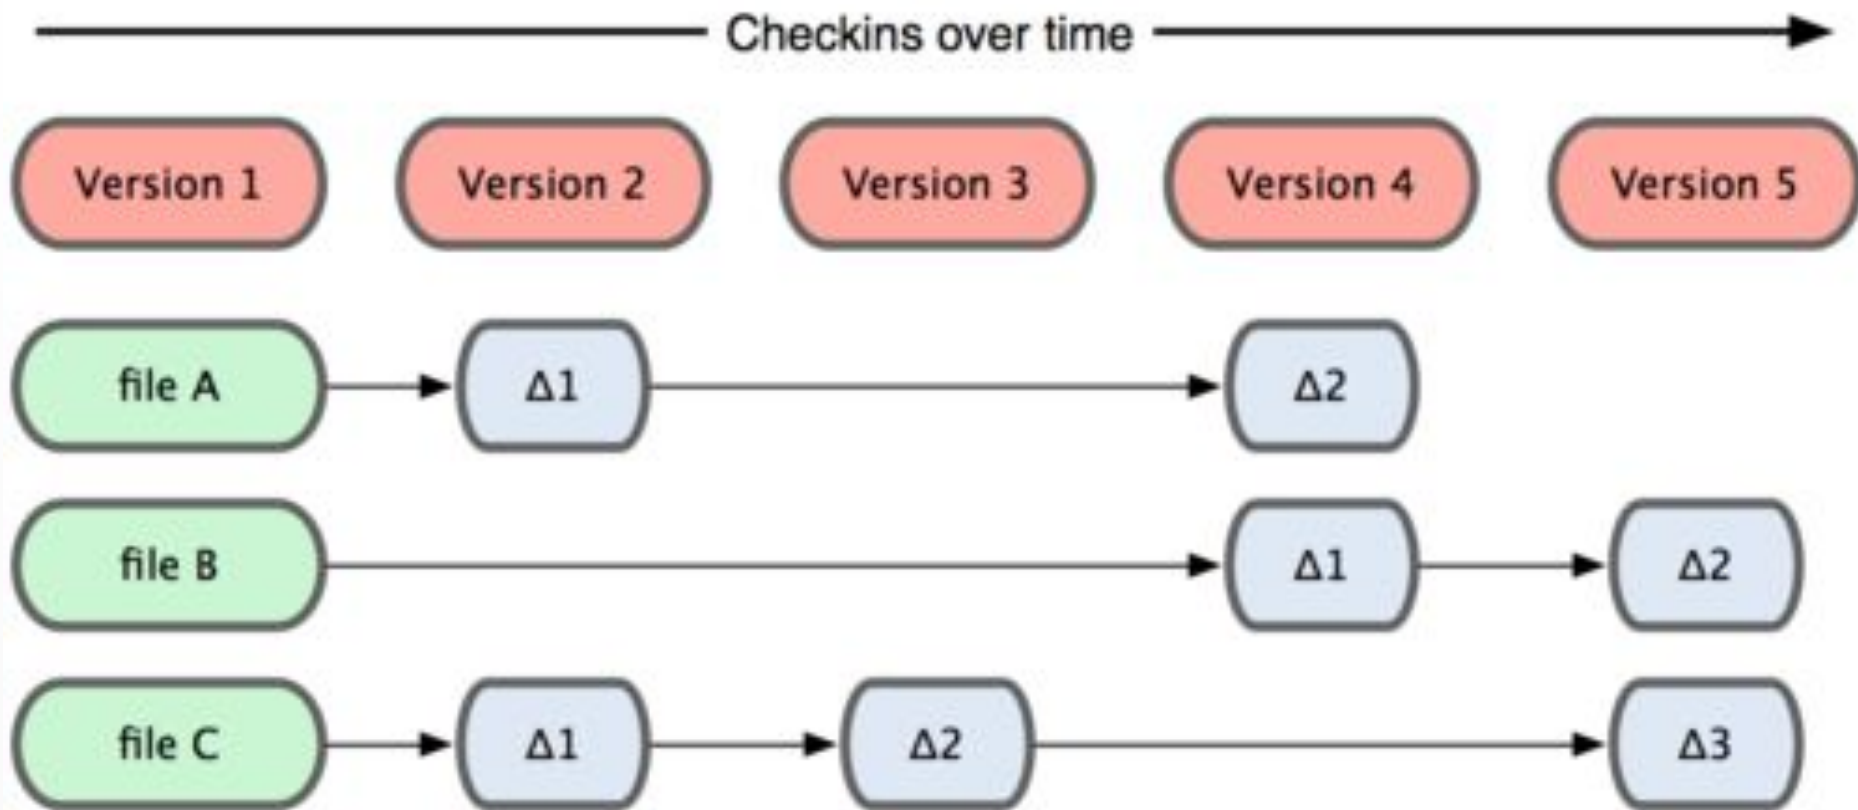 Checkins over time
Version 1 Version 2 Version 3 Version 4 Version 5
file A Δ1 Δ2
file B Δ1 Δ2
file C Δ1 Δ2 Δ3